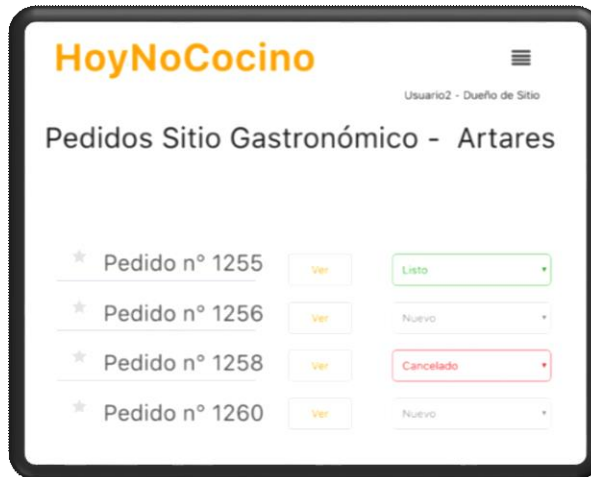 HoyNoCocino
Usuario2 - Dueño de Sitio
Pedidos Sitio Gastronómico - Artares
Pedido n° 1255 Ver Listo
Pedido n° 1256 Ver Nuevo
Pedido n° 1258 Ver Cancelado
Pedido n° 1260 Ver Nuevo